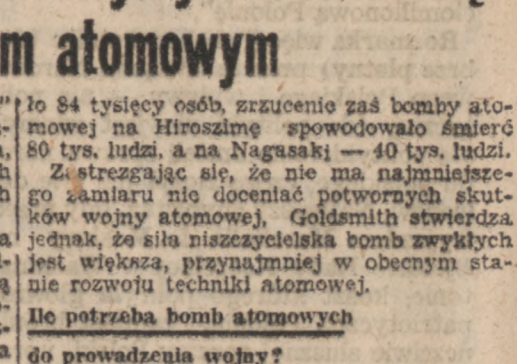 m atomowym
ło 84 tysięcy osób, zrzucenie zaś bomby ato-
mowej na Hiroszimę spowodowało śmierć
80 tys. ludzi, a na Nagasaki — 40 tys. ludzi.
Zastrzegając się, że nie ma najmniejsze-
go zamiaru nie doceniać potwornych skut-
ków wojny atomowej, Goldsmith stwierdza
jednak, że siła niszczycielska bomb zwykłych
jest większa, przynajmniej w obecnym sta-
nie rozwoju techniki atomowej.
Ile potrzeba bomb atomowych
do prowadzenia wojny?